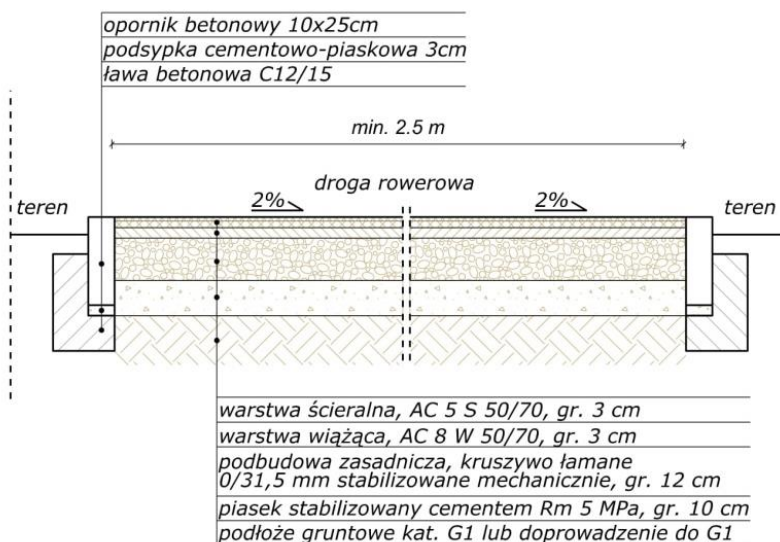 opornik betonowy 10x25cm
podsypka cementowo-piaskowa 3cm
ława betonowa C12/15
min. 2.5 m
droga rowerowa
teren
2%
2%
teren
warstwa ścieralna, AC 5 S 50/70, gr. 3 cm
warstwa wiążąca, AC 8 W 50/70, gr. 3 cm
podbudowa zasadnicza, kruszywo łamane
0/31,5 mm stabilizowane mechanicznie, gr. 12 cm
piasek stabilizowany cementem Rm 5 MPa, gr. 10 cm
podłoże gruntowe kat. G1 lub doprowadzenie do G1